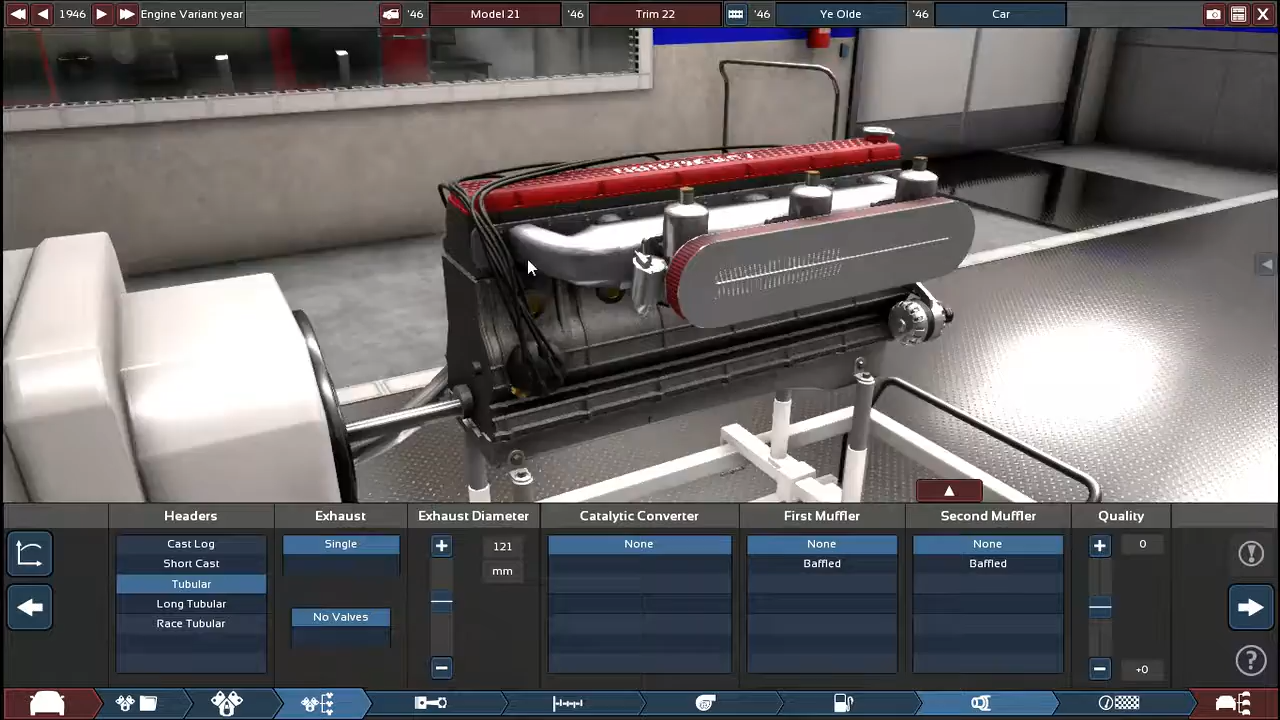 1946 Engine Variant year '46 Model 21 '46 Trim 22 '46 Ye Olde '46 Car
Headers Exhaust Exhaust Diameter Catalytic Converter First Muffler Second Muffler Quality
Cast Log Single 121 None None None 0
Short Cast mm Baffled Baffled
Tubular
Long Tubular No Valves
Race Tubular
+0